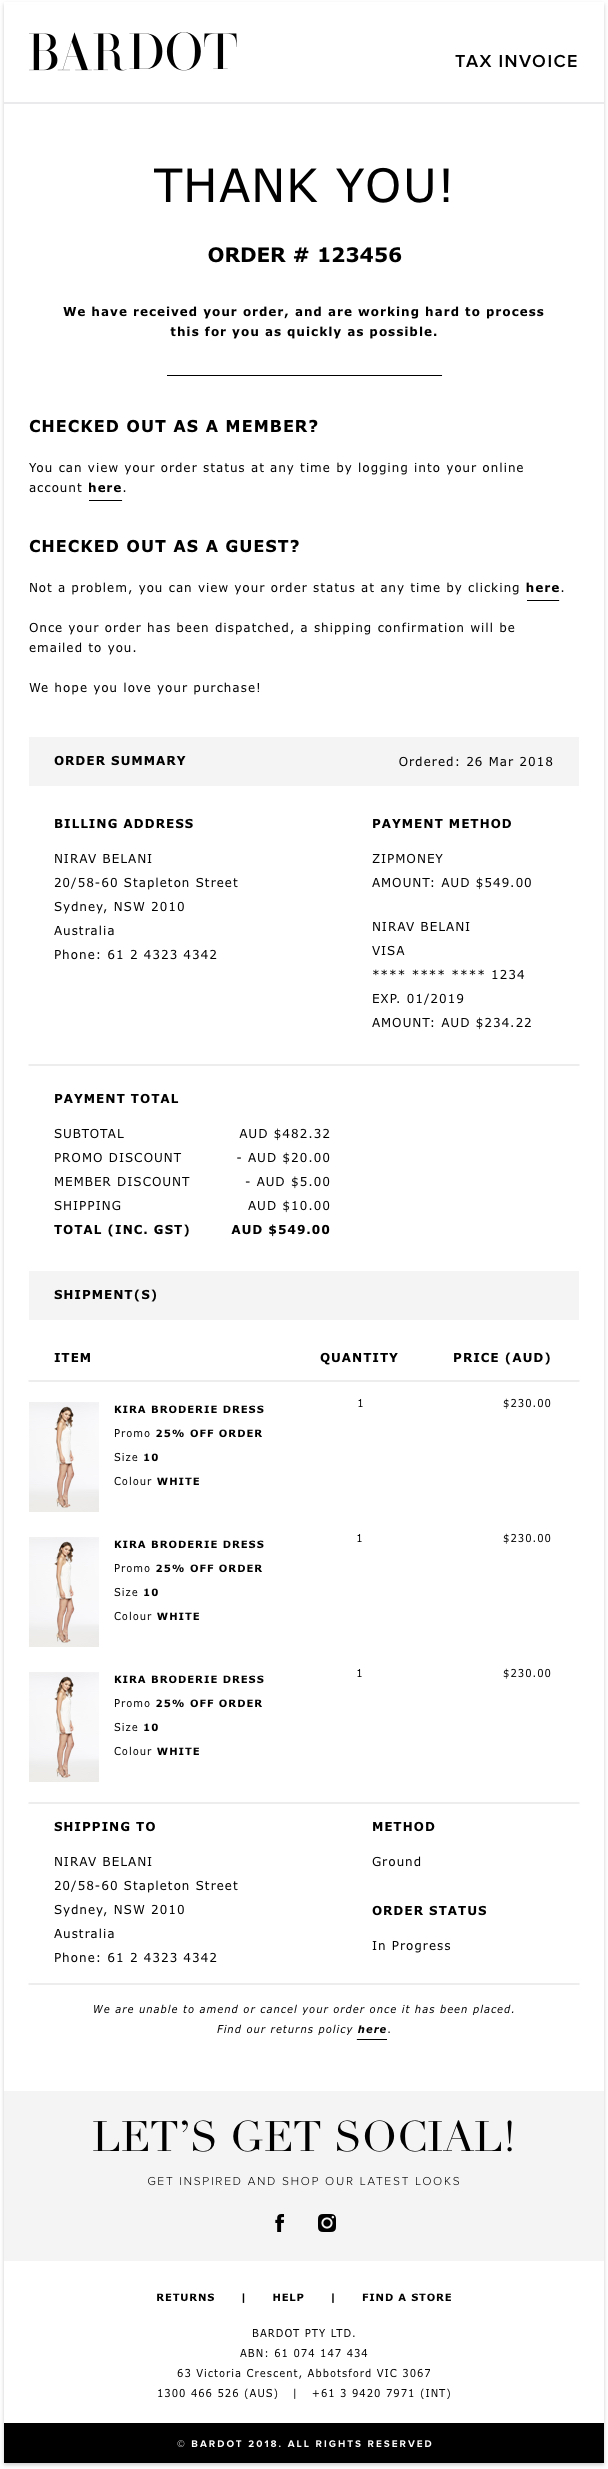 BARDOT
TAX INVOICE
THANK YOU!
ORDER # 123456
We have received your order, and are working hard to process
this for you as quickly as possible.
CHECKED OUT AS A MEMBER?
You can view your order status at any time by logging into your online
account here.
CHECKED OUT AS A GUEST?
Not a problem, you can view your order status at any time by clicking here.
Once your order has been dispatched, a shipping confirmation will be
emailed to you.
We hope you love your purchase!
ORDER SUMMARY Ordered: 26 Mar 2018
BILLING ADDRESS
NIRAV BELANI
20/58-60 Stapleton Street
Sydney, NSW 2010
Australia
Phone: 61 2 4323 4342
PAYMENT METHOD
ZIPMONEY
AMOUNT: AUD $549.00
NIRAV BELANI
VISA
**** **** **** 1234
EXP. 01/2019
AMOUNT: AUD $234.22
PAYMENT TOTAL
SUBTOTAL AUD $482.32
PROMO DISCOUNT - AUD $20.00
MEMBER DISCOUNT - AUD $5.00
SHIPPING AUD $10.00
TOTAL (INC. GST) AUD $549.00
SHIPMENT(S)
ITEM QUANTITY PRICE (AUD)
KIRA BRODERIE DRESS 1 $230.00
Promo 25% OFF ORDER
Size 10
Colour WHITE
KIRA BRODERIE DRESS 1 $230.00
Promo 25% OFF ORDER
Size 10
Colour WHITE
KIRA BRODERIE DRESS 1 $230.00
Promo 25% OFF ORDER
Size 10
Colour WHITE
SHIPPING TO
NIRAV BELANI
20/58-60 Stapleton Street
Sydney, NSW 2010
Australia
Phone: 61 2 4323 4342
METHOD
Ground
ORDER STATUS
In Progress
We are unable to amend or cancel your order once it has been placed.
Find our returns policy here.
LET'S GET SOCIAL!
GET INSPIRED AND SHOP OUR LATEST LOOKS
RETURNS | HELP | FIND A STORE
BARDOT PTY LTD.
ABN: 61 074 147 434
63 Victoria Crescent, Abbotsford VIC 3067
1300 466 526 (AUS) | +61 3 9420 7971 (INT)
© BARDOT 2018. ALL RIGHTS RESERVED